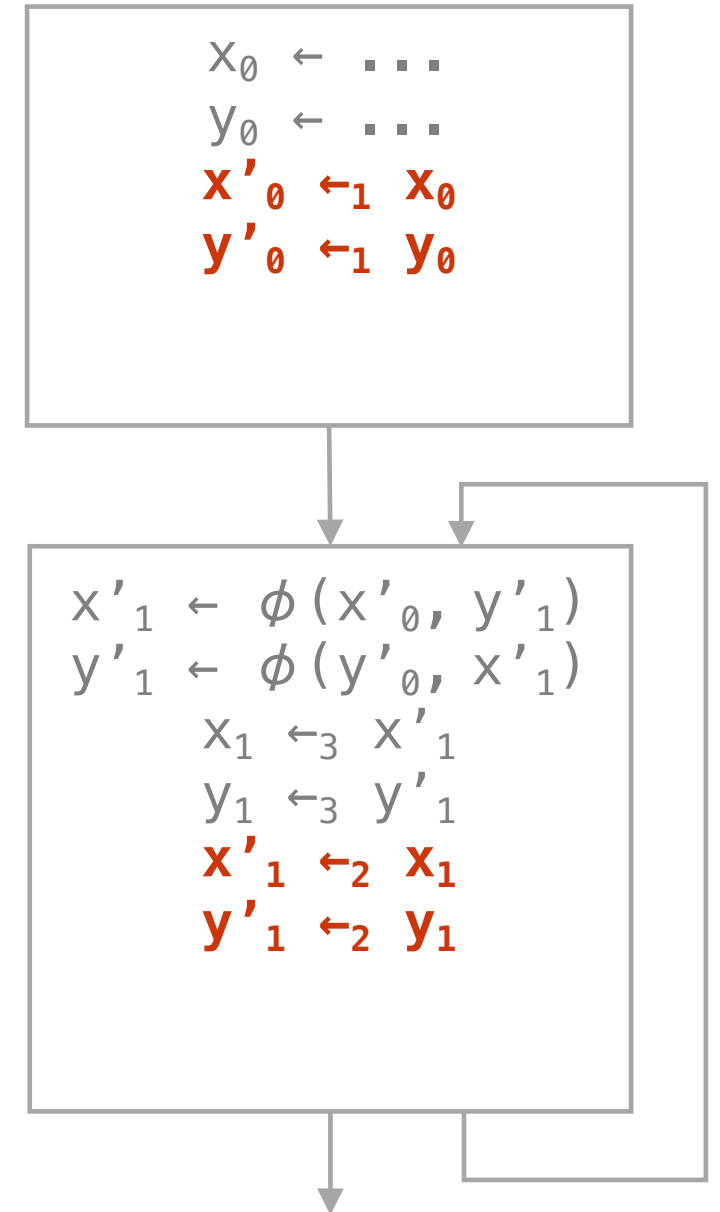 x₀ ← ...
y₀ ← ...
x’₀ ←₁ x₀
y’₀ ←₁ y₀
x’₁ ← ϕ(x’₀, y’₁)
y’₁ ← ϕ(y’₀, x’₁)
x₁ ←₃ x’₁
y₁ ←₃ y’₁
x’₁ ←₂ x₁
y’₁ ←₂ y₁